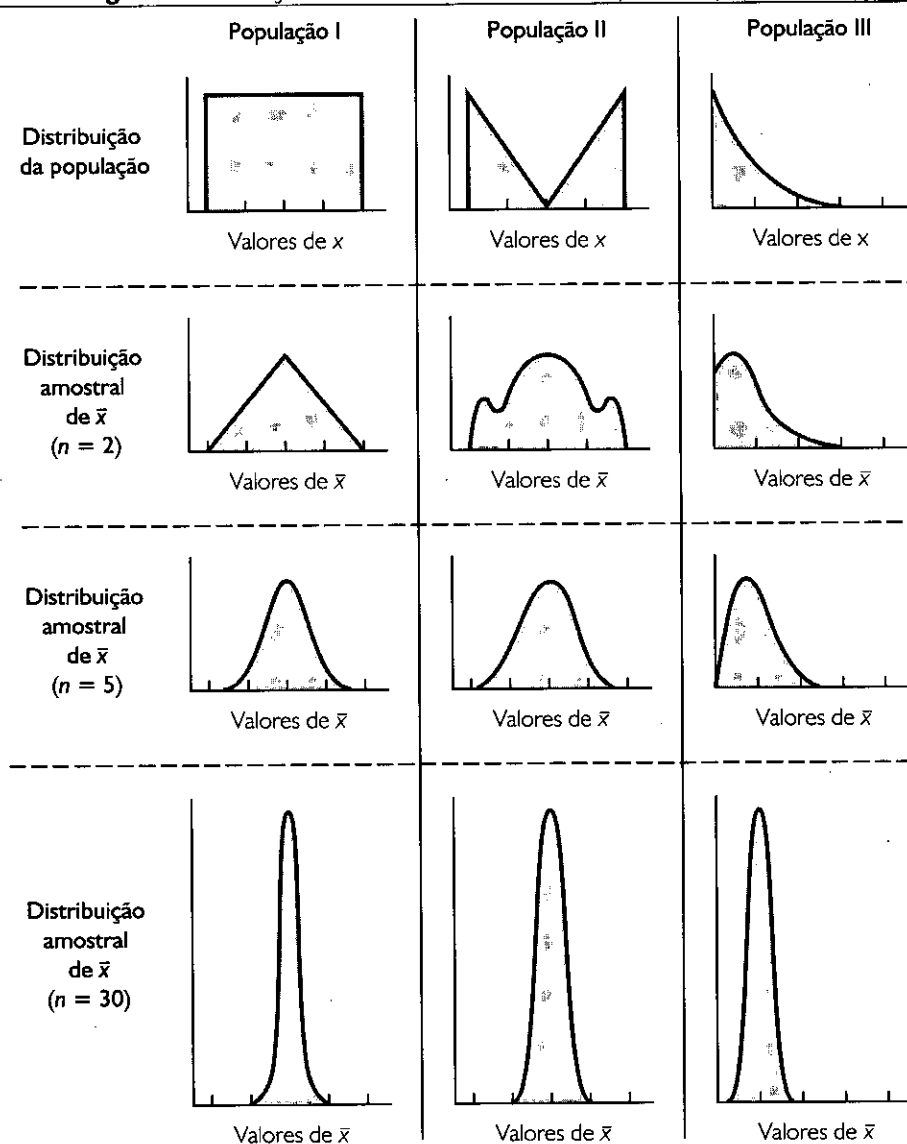 População I
População II
População III
Distribuição
da população
Valores de x
Valores de x
Valores de x
Distribuição
amostral
de x̄
(n = 2)
Valores de x̄
Valores de x̄
Valores de x̄
Distribuição
amostral
de x̄
(n = 5)
Valores de x̄
Valores de x̄
Valores de x̄
Distribuição
amostral
de x̄
(n = 30)
Valores de x̄
Valores de x̄
Valores de x̄